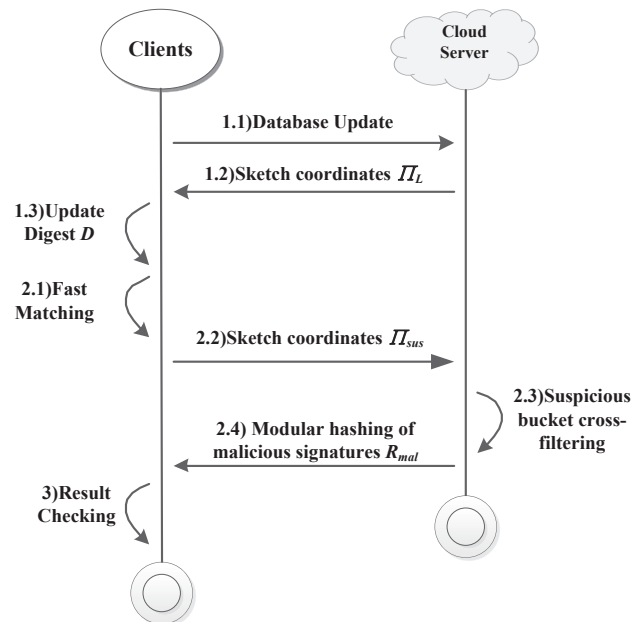 Clients
Cloud
Server
1.1)Database Update
1.2)Sketch coordinates Π_L
1.3)Update
Digest D
2.1)Fast
Matching
2.2)Sketch coordinates Π_sus
2.3)Suspicious
bucket cross-
filtering
2.4) Modular hashing of
malicious signatures R_mal
3)Result
Checking